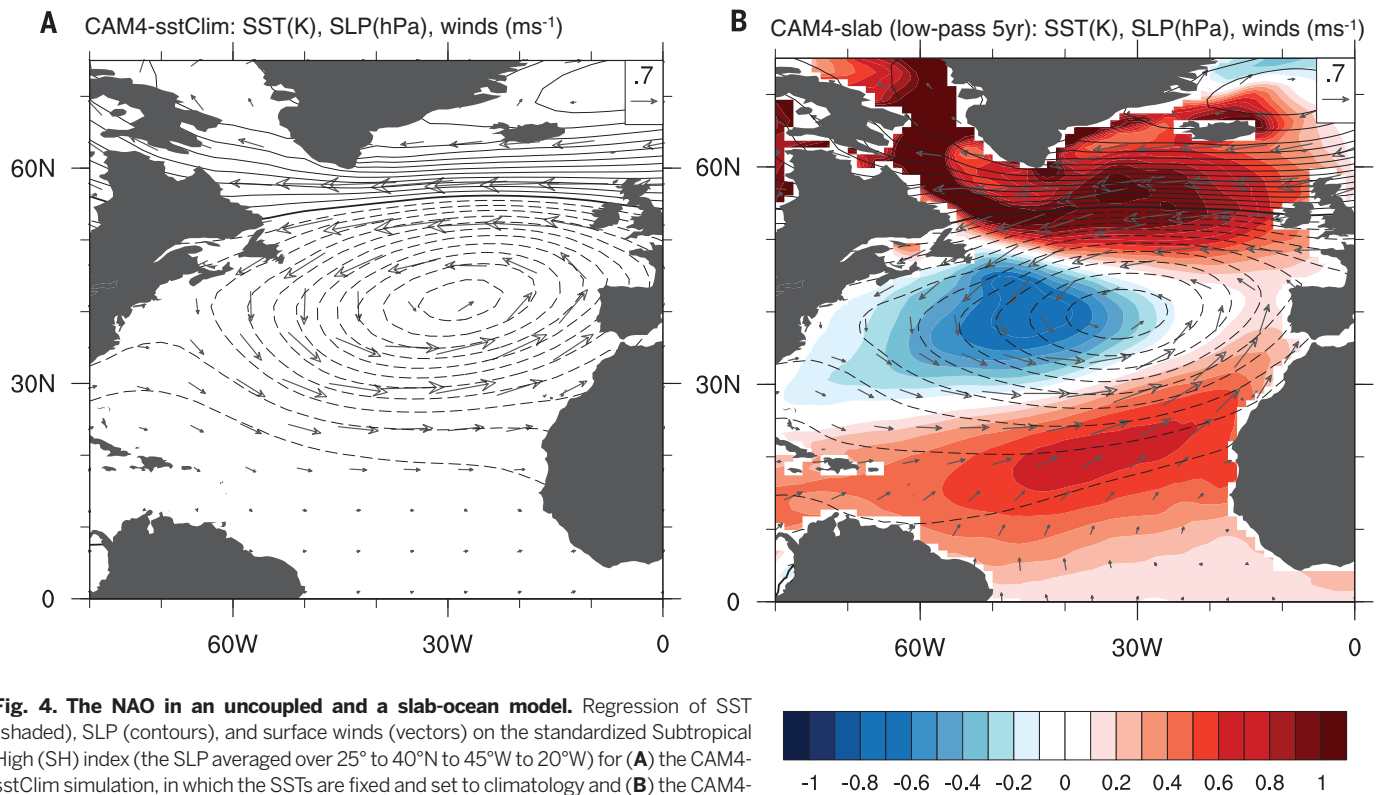 A CAM4-sstClim: SST(K), SLP(hPa), winds (ms-1)
.7
60N
30N
0
60W 30W 0
B CAM4-slab (low-pass 5yr): SST(K), SLP(hPa), winds (ms-1)
.7
60N
30N
0
60W 30W 0
Fig. 4. The NAO in an uncoupled and a slab-ocean model. Regression of SST
(shaded), SLP (contours), and surface winds (vectors) on the standardized Subtropical
High (SH) index (the SLP averaged over 25° to 40°N to 45°W to 20°W) for (A) the CAM4-
sstClim simulation, in which the SSTs are fixed and set to climatology and (B) the CAM4-
-1 -0.8 -0.6 -0.4 -0.2 0 0.2 0.4 0.6 0.8 1